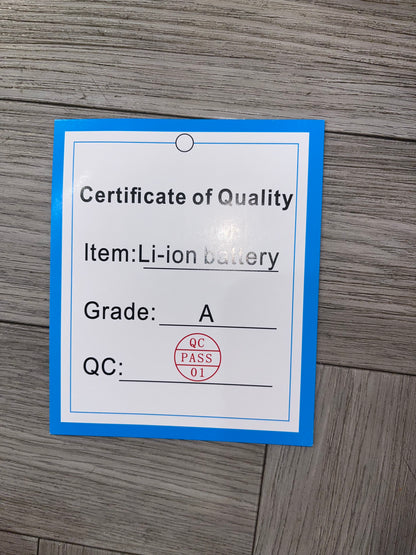 Certificate of Quality
Item:Li-ion battery
Grade: A
QC:
QC
PASS
01